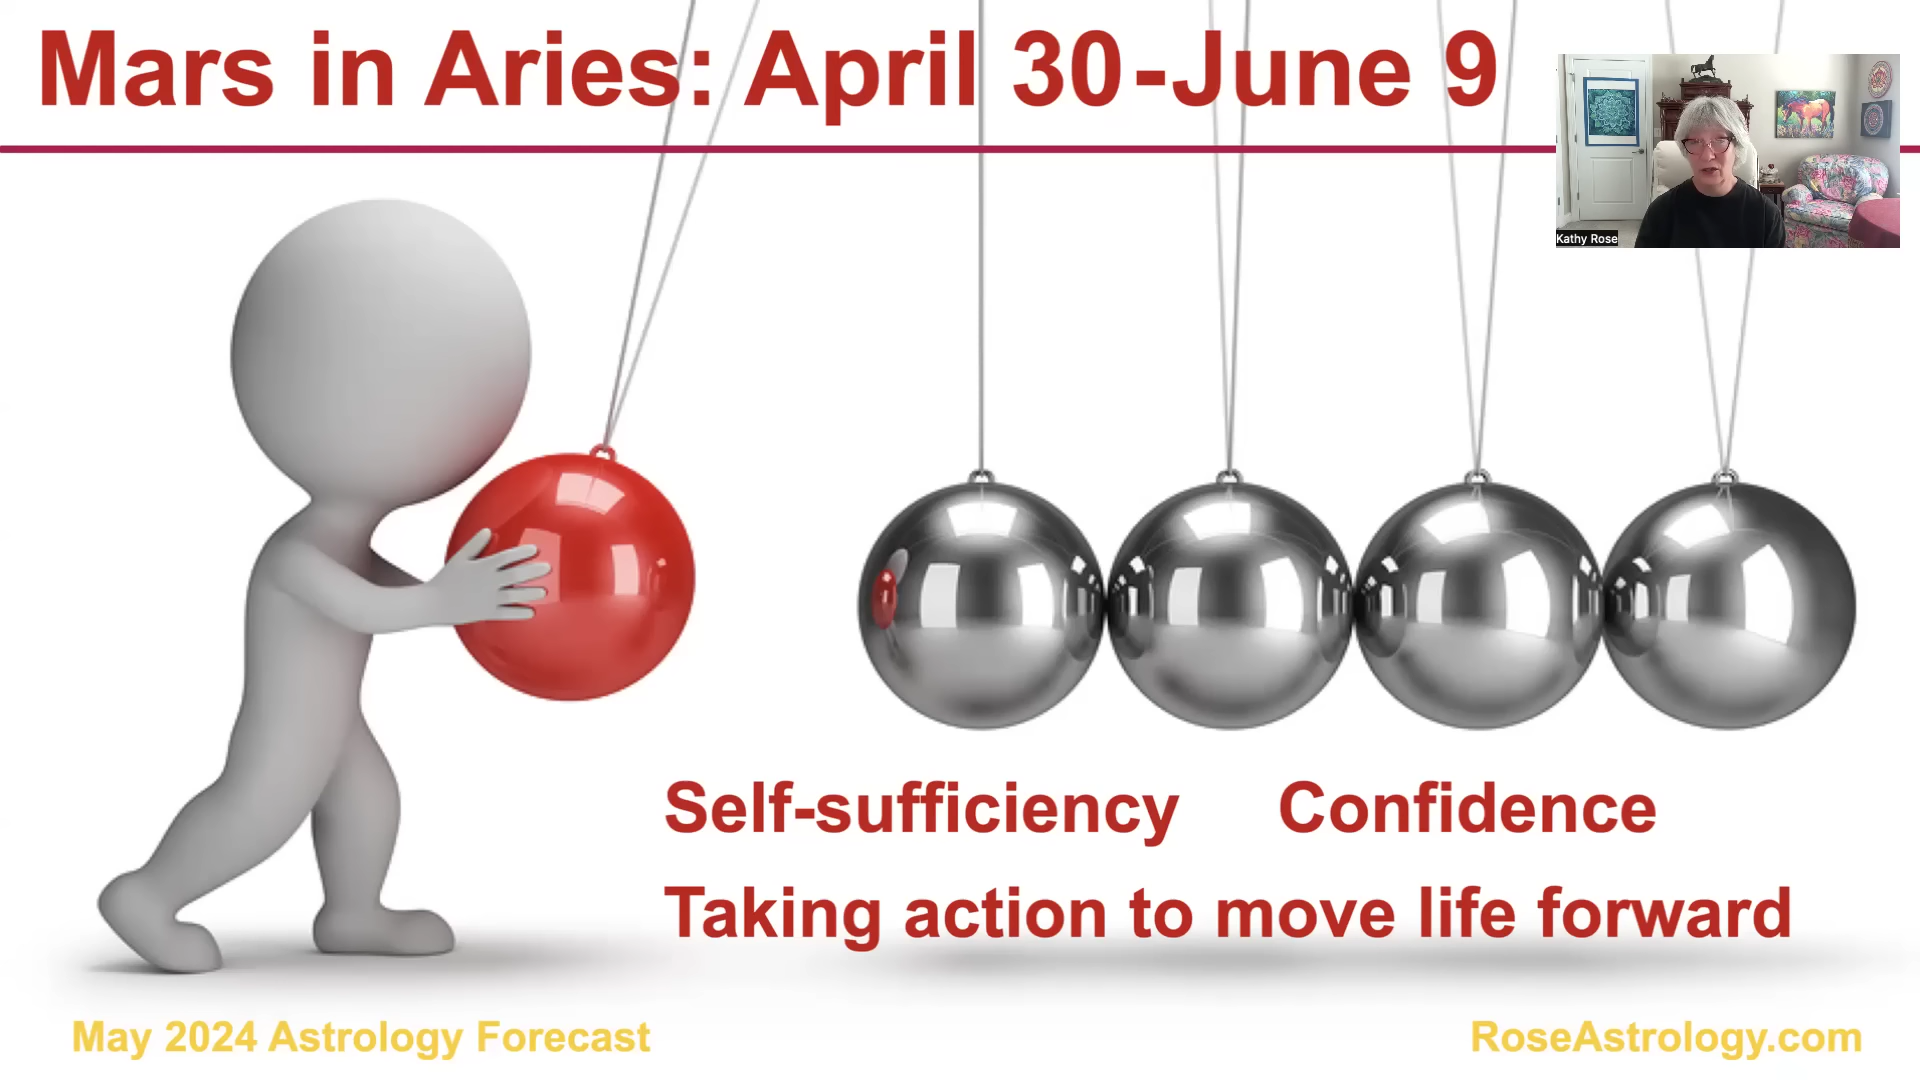 Mars in Aries: April 30-June 9
Kathy Rose
Self-sufficiency Confidence
Taking action to move life forward
May 2024 Astrology Forecast
RoseAstrology.com